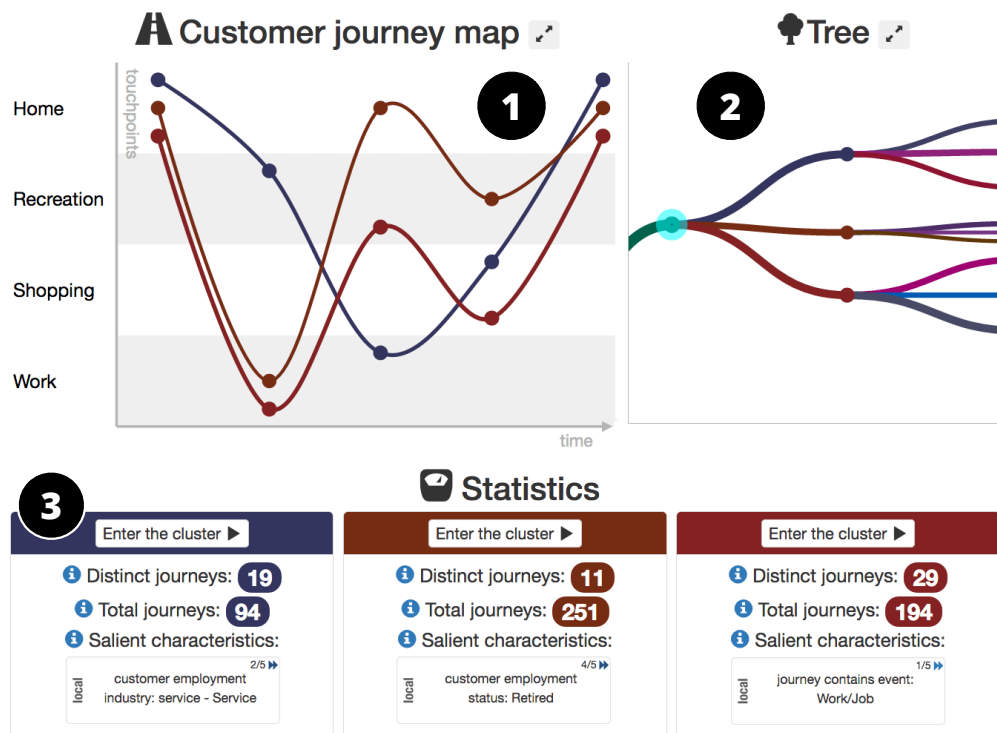 Customer journey map
Tree
touchpoints
1
2
Home
Recreation
Shopping
Work
time
Statistics
3
Enter the cluster
Distinct journeys: 19
Total journeys: 94
Salient characteristics:
2/5
local
customer employment
industry: service - Service
Enter the cluster
Distinct journeys: 11
Total journeys: 251
Salient characteristics:
4/5
local
customer employment
status: Retired
Enter the cluster
Distinct journeys: 29
Total journeys: 194
Salient characteristics:
1/5
local
journey contains event:
Work/Job